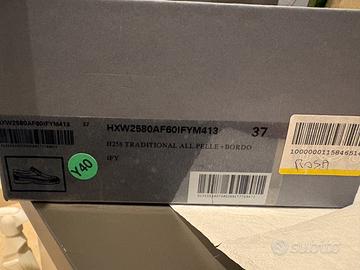 HXW2580AF60IFYM413 37
HXW2580AF60IFYM413 37
H258 TRADITIONAL ALL.PELLE+BORDO
IFY
Y40
ROSA
subito